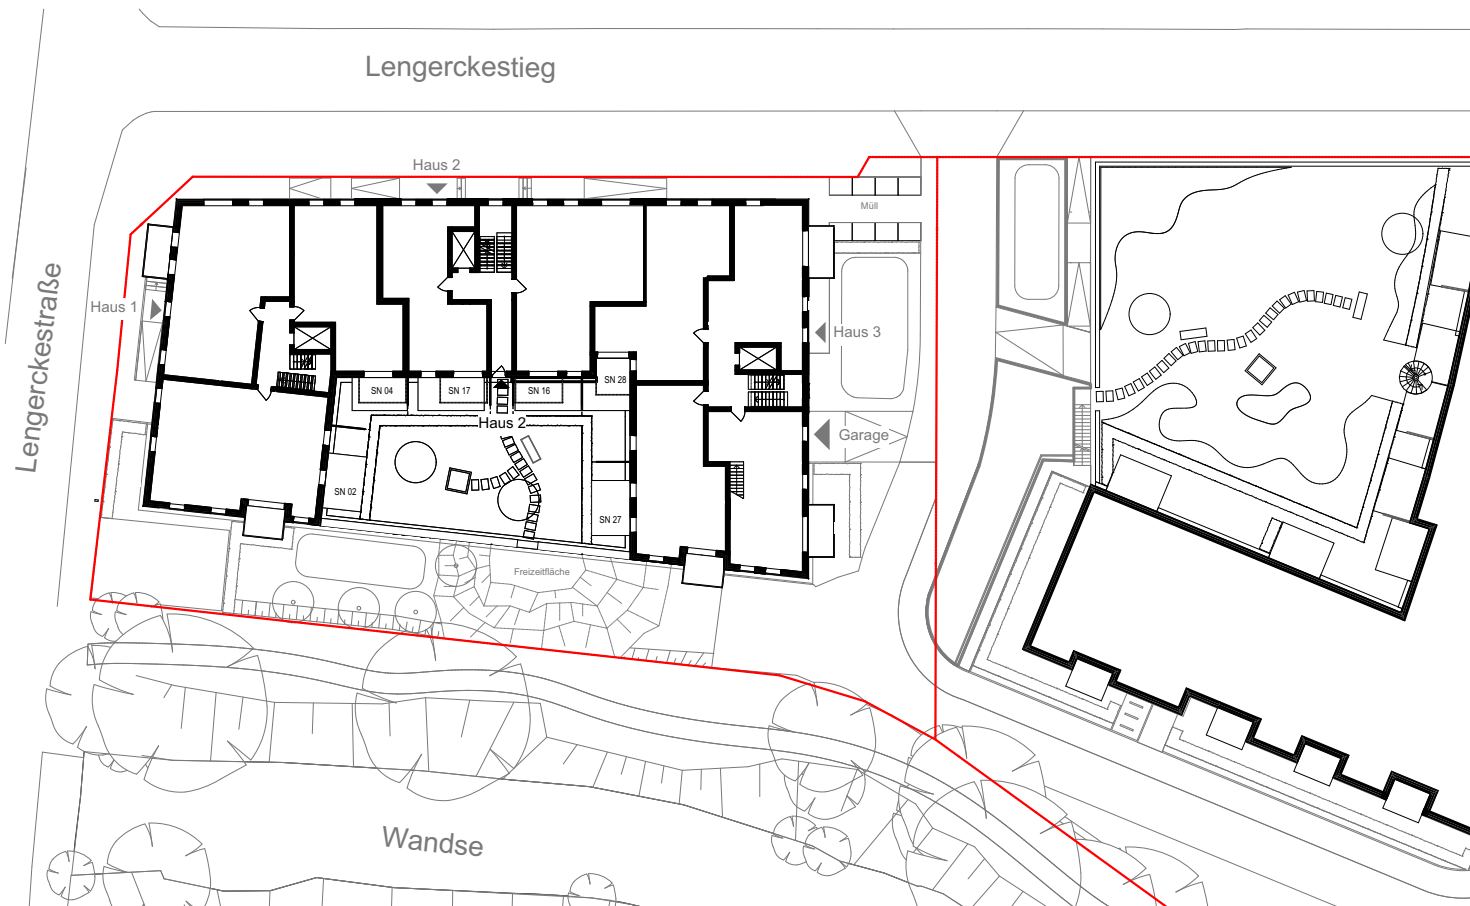 Lengerckestieg
Haus 2
Müll
Lengerckestraße
Haus 1
Haus 3
SN 04
SN 17
SN 16
SN 28
Haus 2
Garage
SN 02
SN 27
Freizeitfläche
Wandse